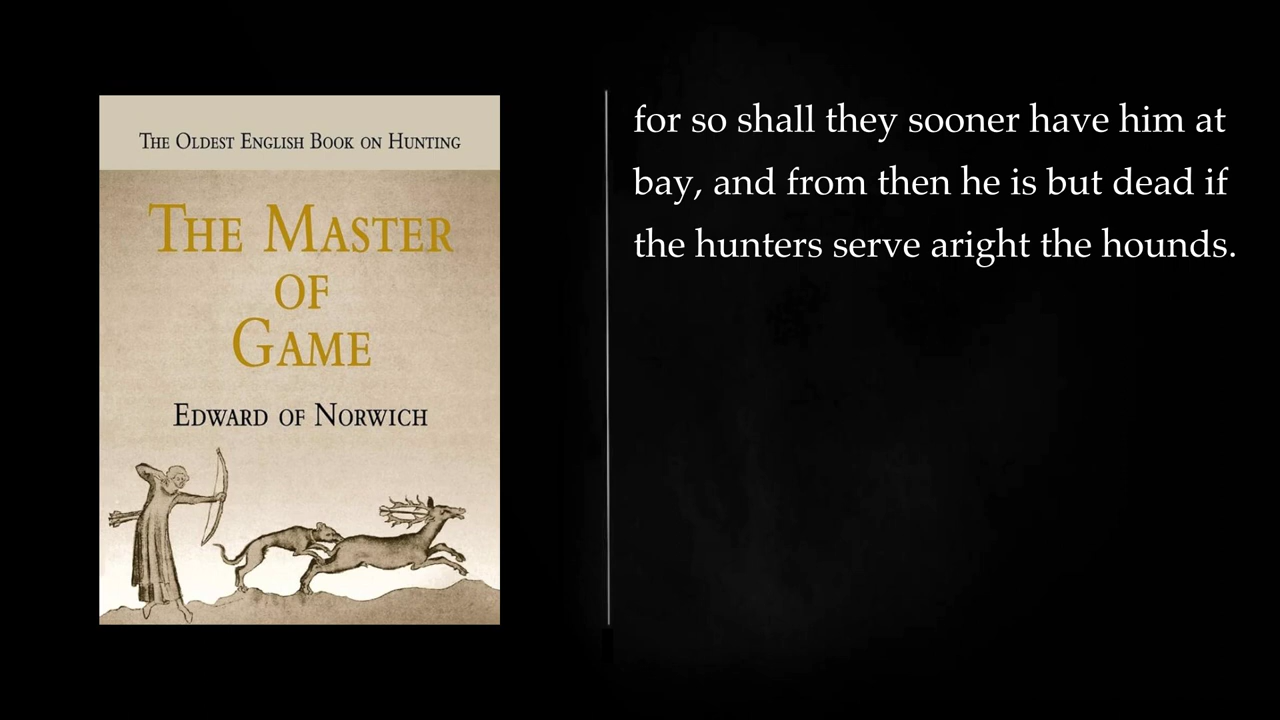 The Oldest English Book on Hunting
The Master
of
Game
Edward of Norwich
for so shall they sooner have him at
bay, and from then he is but dead if
the hunters serve aright the hounds.